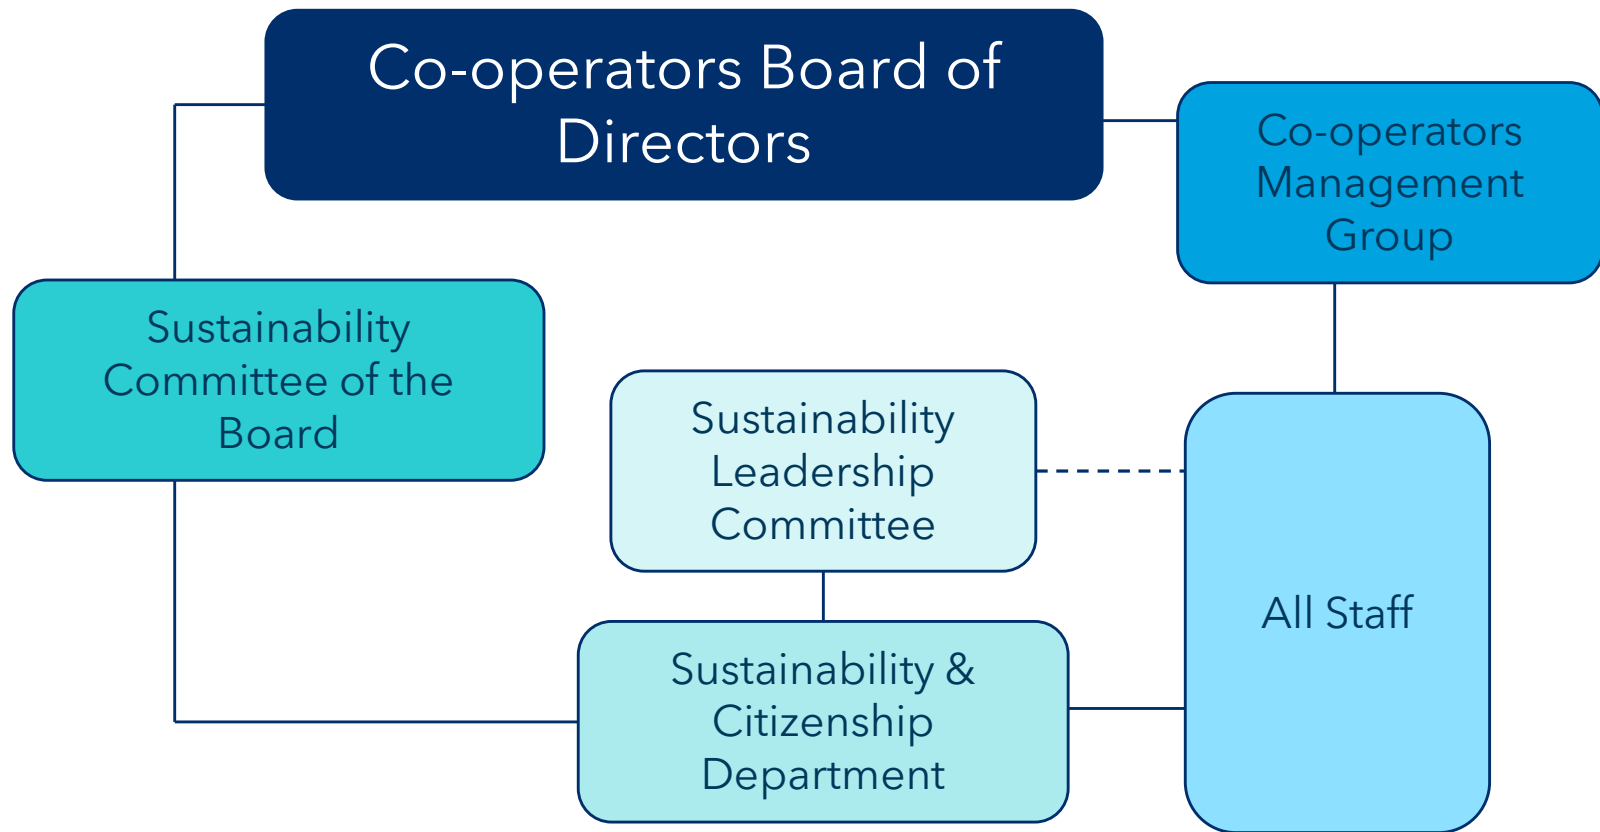 Co-operators Board of
Directors
Co-operators
Management
Group
Sustainability
Committee of the
Board
Sustainability
Leadership
Committee
All Staff
Sustainability &
Citizenship
Department